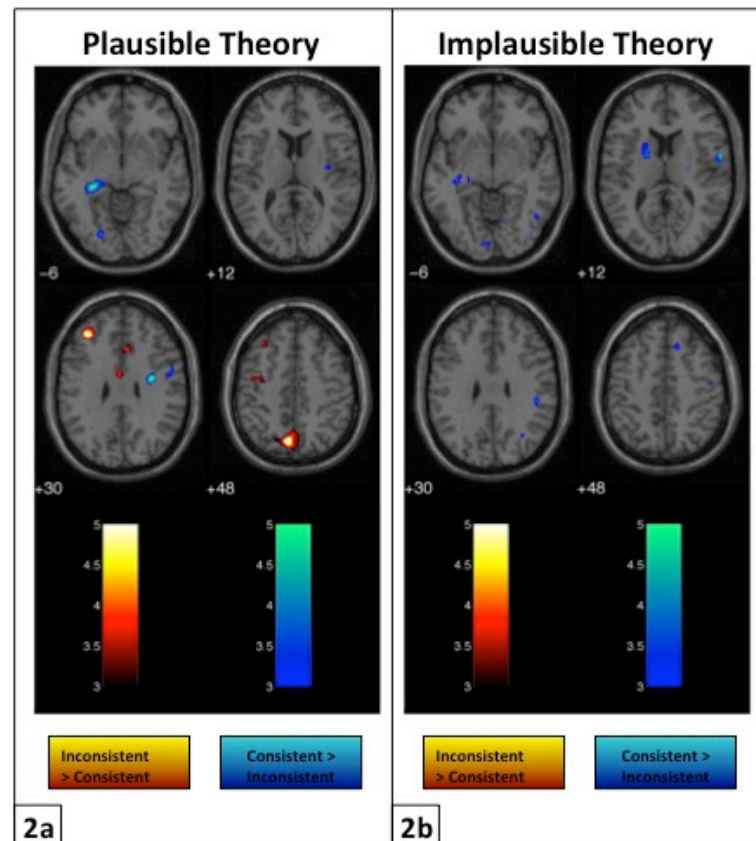 Plausible Theory
−6
+12
+30
+48
5
4.5
4
3.5
3
5
4.5
4
3.5
3
Inconsistent
> Consistent
Consistent >
Inconsistent
2a
Implausible Theory
−6
+12
+30
+48
5
4.5
4
3.5
3
5
4.5
4
3.5
3
Inconsistent
> Consistent
Consistent >
Inconsistent
2b